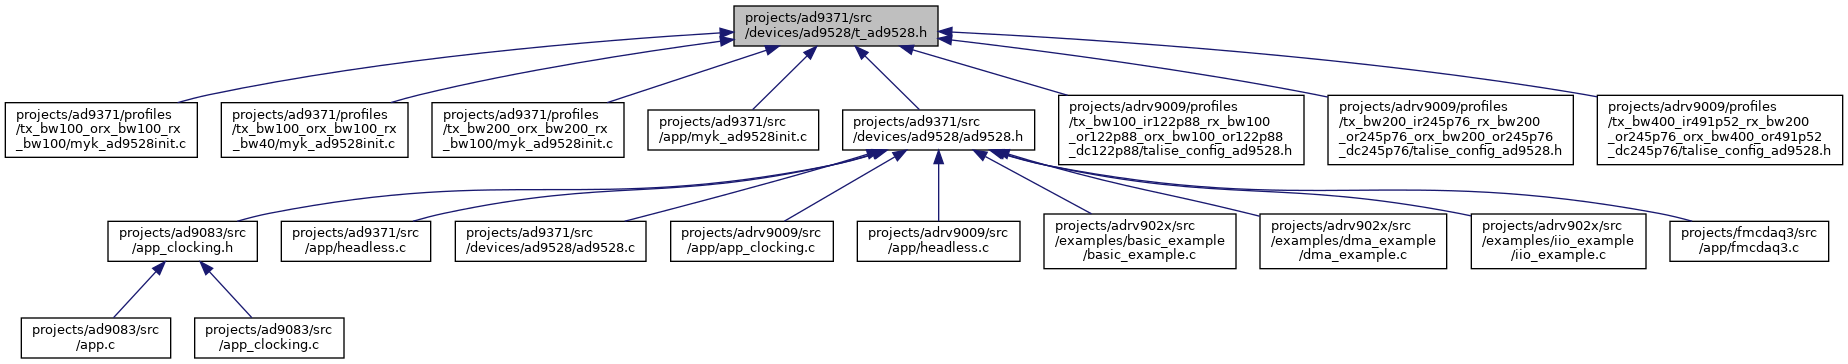 projects/ad9371/src
/devices/ad9528/t_ad9528.h
projects/ad9371/profiles
/tx_bw100_orx_bw100_rx
_bw100/myk_ad9528init.c
projects/ad9371/profiles
/tx_bw100_orx_bw100_rx
_bw40/myk_ad9528init.c
projects/ad9371/profiles
/tx_bw200_orx_bw200_rx
_bw100/myk_ad9528init.c
projects/ad9371/src
/app/myk_ad9528init.c
projects/ad9371/src
/devices/ad9528/ad9528.h
projects/adrv9009/profiles
/tx_bw100_ir122p88_rx_bw100
_or122p88_orx_bw100_or122p88
_dc122p88/talise_config_ad9528.h
projects/adrv9009/profiles
/tx_bw200_ir245p76_rx_bw200
_or245p76_orx_bw200_or245p76
_dc245p76/talise_config_ad9528.h
projects/adrv9009/profiles
/tx_bw400_ir491p52_rx_bw200
_or245p76_orx_bw400_or491p52
_dc245p76/talise_config_ad9528.h
projects/ad9083/src
/app_clocking.h
projects/ad9371/src
/app/headless.c
projects/ad9371/src
/devices/ad9528/ad9528.c
projects/adrv9009/src
/app/app_clocking.c
projects/adrv9009/src
/app/headless.c
projects/adrv902x/src
/examples/basic_example
/basic_example.c
projects/adrv902x/src
/examples/dma_example
/dma_example.c
projects/adrv902x/src
/examples/iio_example
/iio_example.c
projects/fmcdaq3/src
/app/fmcdaq3.c
projects/ad9083/src
/app.c
projects/ad9083/src
/app_clocking.c